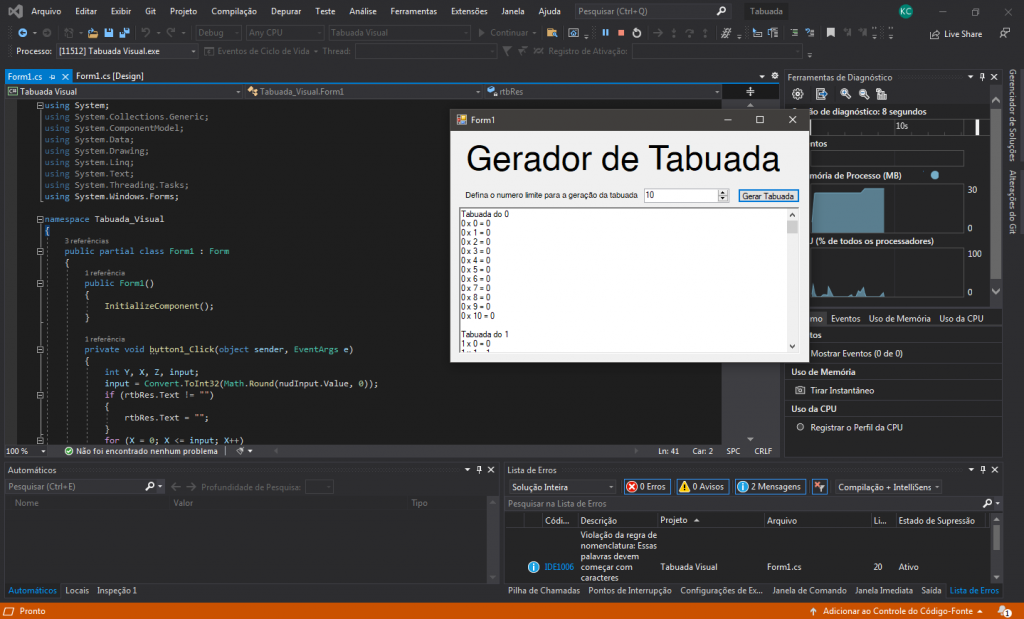 Arquivo Editar Exibir Git Projeto Compilação Depurar Teste Análise Ferramentas Extensões Janela Ajuda Pesquisar (Ctrl+Q) Tabuada KC
Debug Any CPU Tabuada Visual Continuar Live Share
Processo: [11512] Tabuada Visual.exe Eventos de Ciclo de Vida Thread: Registro de Ativação:
Form1.cs Form1.cs [Design]
Tabuada Visual Tabuada_Visual.Form1 rtbRes
using System;
using System.Collections.Generic;
using System.ComponentModel;
using System.Data;
using System.Drawing;
using System.Linq;
using System.Text;
using System.Threading.Tasks;
using System.Windows.Forms;
namespace Tabuada_Visual
{
3 referências
public partial class Form1 : Form
{
1 referência
public Form1()
{
InitializeComponent();
}
1 referência
private void button1_Click(object sender, EventArgs e)
{
int Y, X, Z, input;
input = Convert.ToInt32(Math.Round(nudInput.Value, 0));
if (rtbRes.Text != "")
{
rtbRes.Text = "";
}
for (X = 0; X <= input; X++)
100 % Não foi encontrado nenhum problema Ln: 41 Car: 2 SPC CRLF
Form1
Gerador de Tabuada
Defina o numero limite para a geração da tabuada 10 Gerar Tabuada
Tabuada do 0
0 x 0 = 0
0 x 1 = 0
0 x 2 = 0
0 x 3 = 0
0 x 4 = 0
0 x 5 = 0
0 x 6 = 0
0 x 7 = 0
0 x 8 = 0
0 x 9 = 0
0 x 10 = 0
Tabuada do 1
1 x 0 = 0
1 x 1 = 1
Ferramentas de Diagnóstico
ão de diagnóstico: 8 segundos
10s
ntos
mória de Processo (MB)
30
0
U (% de todos os processadores)
100
0
mo Eventos Uso de Memória Uso da CPU
tos
Mostrar Eventos (0 de 0)
Uso de Memória
Tirar Instantâneo
Uso da CPU
Registrar o Perfil da CPU
Gerenciador de Soluções
Alterações do Git
Automáticos
Pesquisar (Ctrl+E) Profundidade de Pesquisa:
Nome Valor Tipo
Automáticos Locais Inspeção 1
Lista de Erros
Solução Inteira 0 Erros 0 Avisos 2 Mensagens Compilação + IntelliSens
Pesquisar na Lista de Erros
Códi... Descrição Projeto Arquivo Li... Estado de Supressão
Violação da regra de
nomenclatura: Essas
palavras devem
começar com
caracteres
IDE1006 Tabuada Visual Form1.cs 20 Ativo
Pilha de Chamadas Pontos de Interrupção Configurações de Ex... Janela de Comando Janela Imediata Saída Lista de Erros
Pronto Adicionar ao Controle do Código-Fonte 1